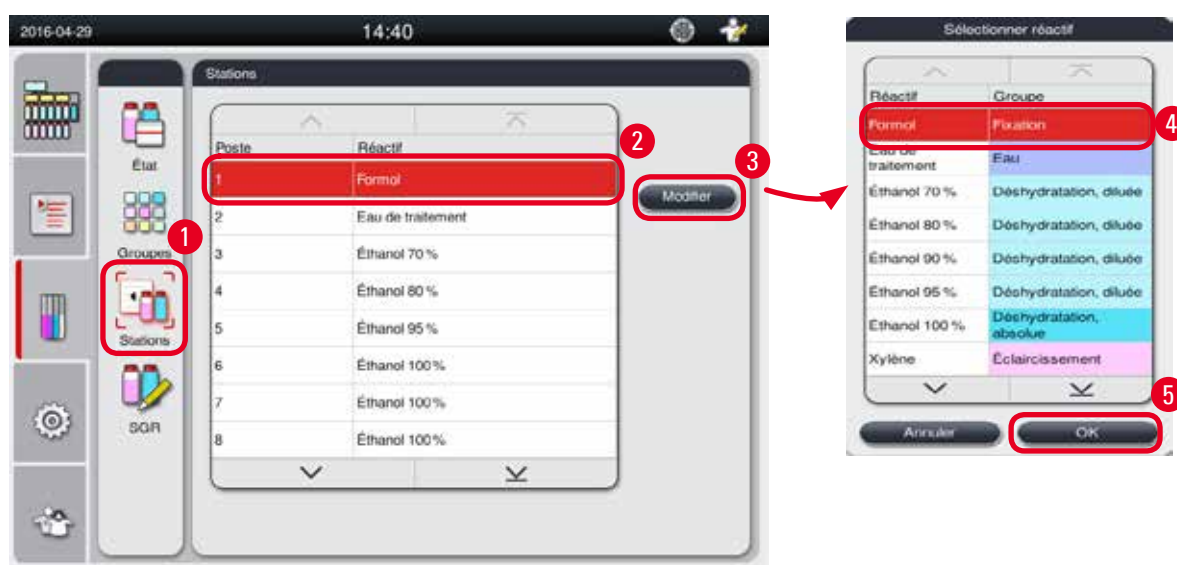 2016-04-29 14:40
Stations
État
Groupes
Stations
SGR
Poste Réactif
1 Formol
2 Eau de traitement
3 Éthanol 70 %
4 Éthanol 80 %
5 Éthanol 95 %
6 Éthanol 100%
7 Éthanol 100%
8 Éthanol 100%
1
2
3
Modifier
Sélectionner réactif
Réactif Groupe
Formol Fixation
4
Eau de
traitement
Eau
Éthanol 70 % Déshydratation, diluée
Éthanol 80 % Déshydratation, diluée
Éthanol 90 % Déshydratation, diluée
Éthanol 95 % Déshydratation, diluée
Éthanol 100 % Déshydratation,
absolue
Xylène Éclaircissement
5
Annuler OK